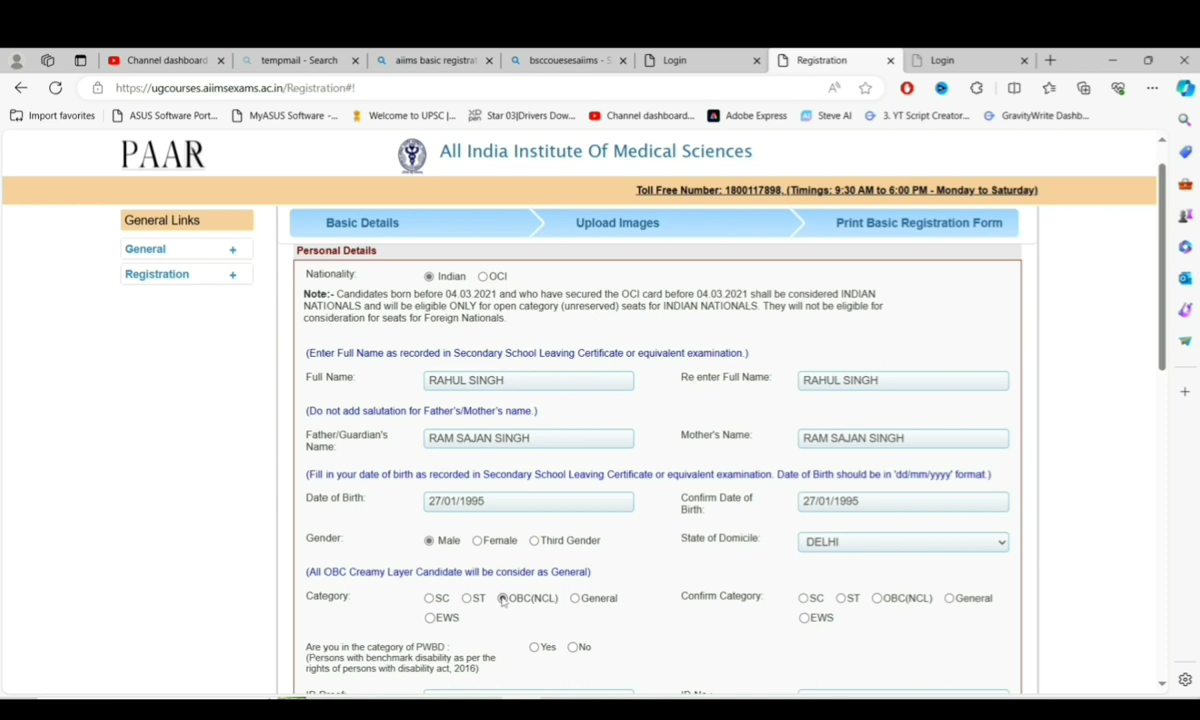 Channel dashboard
tempmail - Search
aiims basic registrat
bsccouesesaiims - S
Login
Registration
Login
https://ugcourses.aiimsexams.ac.in/Registration#!
Import favorites
ASUS Software Port...
MyASUS Software -...
Welcome to UPSC |...
Star 03|Drivers Dow...
Channel dashboard...
Adobe Express
Steve AI
3. YT Script Creator...
GravityWrite Dashb...
PAAR
All India Institute Of Medical Sciences
Toll Free Number: 1800117898, (Timings: 9:30 AM to 6:00 PM - Monday to Saturday)
General Links
General +
Registration +
Basic Details
Upload Images
Print Basic Registration Form
Personal Details
Nationality: Indian OCI
Note:- Candidates born before 04.03.2021 and who have secured the OCI card before 04.03.2021 shall be considered INDIAN
NATIONALS and will be eligible ONLY for open category (unreserved) seats for INDIAN NATIONALS. They will not be eligible for
consideration for seats for Foreign Nationals.
(Enter Full Name as recorded in Secondary School Leaving Certificate or equivalent examination.)
Full Name: RAHUL SINGH Re enter Full Name: RAHUL SINGH
(Do not add salutation for Father's/Mother's name.)
Father/Guardian's
Name: RAM SAJAN SINGH Mother's Name: RAM SAJAN SINGH
(Fill in your date of birth as recorded in Secondary School Leaving Certificate or equivalent examination. Date of Birth should be in 'dd/mm/yyyy' format.)
Date of Birth: 27/01/1995 Confirm Date of
Birth: 27/01/1995
Gender: Male Female Third Gender State of Domicile: DELHI
(All OBC Creamy Layer Candidate will be consider as General)
Category: SC ST OBC(NCL) General Confirm Category: SC ST OBC(NCL) General
EWS EWS
Are you in the category of PWBD : Yes No
(Persons with benchmark disability as per the
rights of persons with disability act, 2016)